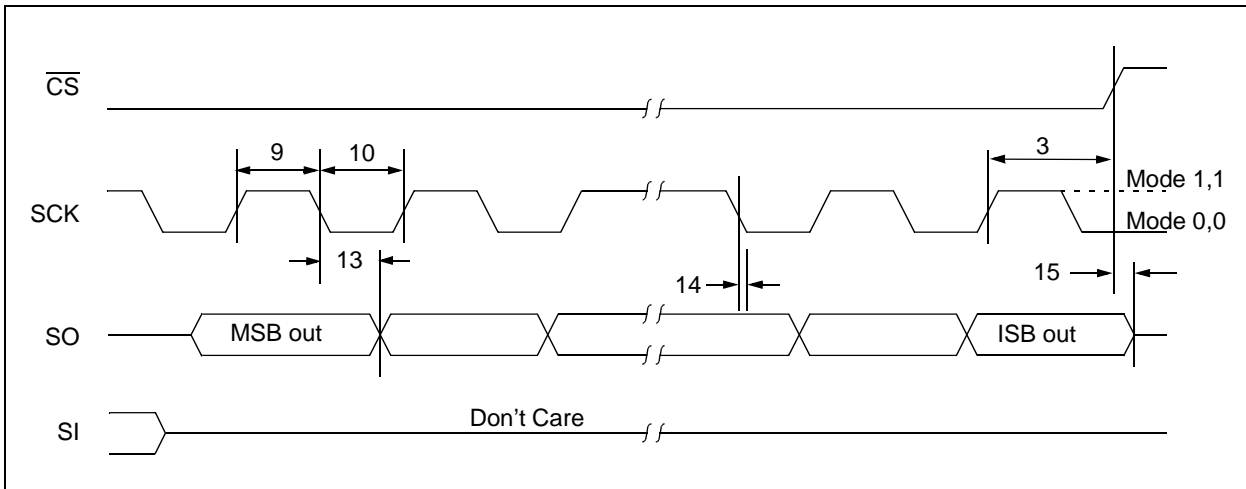 CS
9
10
3
Mode 1,1
SCK
Mode 0,0
13
14
15
SO
MSB out
ISB out
Don't Care
SI